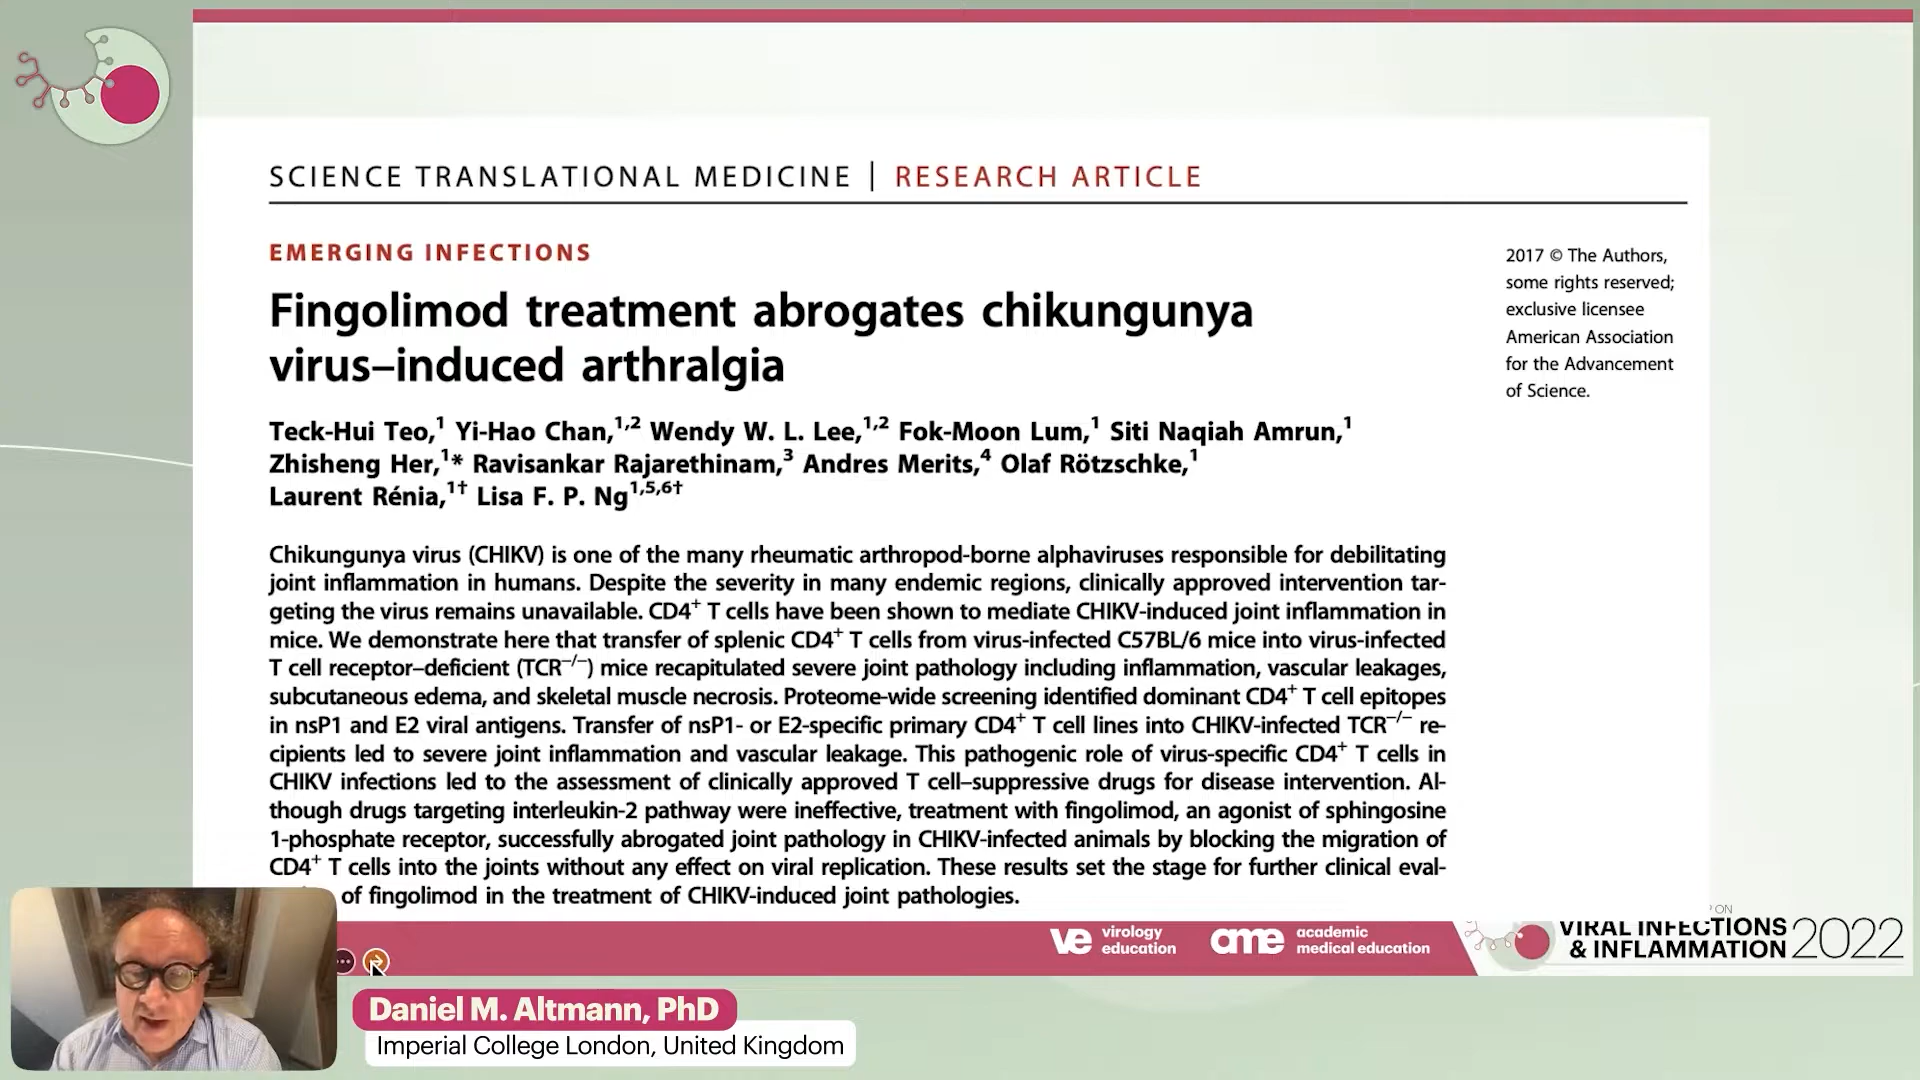 SCIENCE TRANSLATIONAL MEDICINE | RESEARCH ARTICLE
EMERGING INFECTIONS
Fingolimod treatment abrogates chikungunya
virus–induced arthralgia
Teck-Hui Teo,¹ Yi-Hao Chan,¹,² Wendy W. L. Lee,¹,² Fok-Moon Lum,¹ Siti Naqiah Amrun,¹
Zhisheng Her,¹* Ravisankar Rajarethinam,³ Andres Merits,⁴ Olaf Rötzschke,¹
Laurent Rénia,¹† Lisa F. P. Ng¹,⁵,⁶†
2017 © The Authors,
some rights reserved;
exclusive licensee
American Association
for the Advancement
of Science.
Chikungunya virus (CHIKV) is one of the many rheumatic arthropod-borne alphaviruses responsible for debilitating
joint inflammation in humans. Despite the severity in many endemic regions, clinically approved intervention tar-
geting the virus remains unavailable. CD4⁺ T cells have been shown to mediate CHIKV-induced joint inflammation in
mice. We demonstrate here that transfer of splenic CD4⁺ T cells from virus-infected C57BL/6 mice into virus-infected
T cell receptor–deficient (TCR⁻/⁻) mice recapitulated severe joint pathology including inflammation, vascular leakages,
subcutaneous edema, and skeletal muscle necrosis. Proteome-wide screening identified dominant CD4⁺ T cell epitopes
in nsP1 and E2 viral antigens. Transfer of nsP1- or E2-specific primary CD4⁺ T cell lines into CHIKV-infected TCR⁻/⁻ re-
cipients led to severe joint inflammation and vascular leakage. This pathogenic role of virus-specific CD4⁺ T cells in
CHIKV infections led to the assessment of clinically approved T cell–suppressive drugs for disease intervention. Al-
though drugs targeting interleukin-2 pathway were ineffective, treatment with fingolimod, an agonist of sphingosine
1-phosphate receptor, successfully abrogated joint pathology in CHIKV-infected animals by blocking the migration of
CD4⁺ T cells into the joints without any effect on viral replication. These results set the stage for further clinical eval-
of fingolimod in the treatment of CHIKV-induced joint pathologies.
ve virology
education
ame academic
medical education
ON
VIRAL INFECTIONS
& INFLAMMATION 2022
Daniel M. Altmann, PhD
Imperial College London, United Kingdom